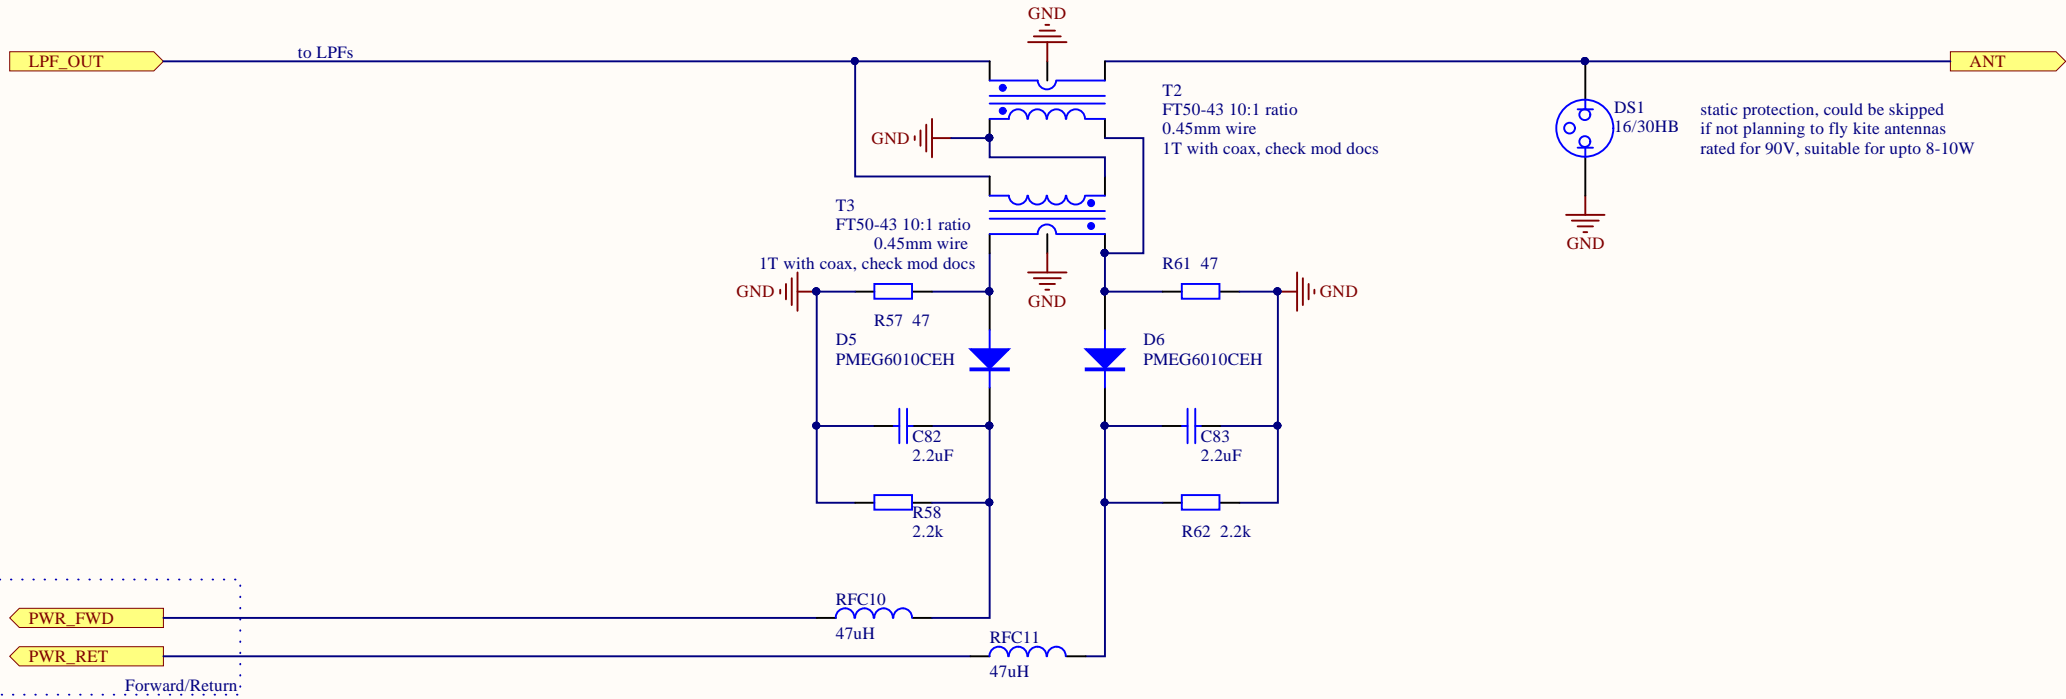 GND
LPF_OUT
to LPFs
ANT
T2
FT50-43 10:1 ratio
0.45mm wire
1T with coax, check mod docs
DS1
16/30HB
static protection, could be skipped
if not planning to fly kite antennas
rated for 90V, suitable for upto 8-10W
GND
T3
FT50-43 10:1 ratio
0.45mm wire
1T with coax, check mod docs
GND
R61 47
GND
GND
GND
R57 47
D5
PMEG6010CEH
D6
PMEG6010CEH
C82
2.2uF
C83
2.2uF
R58
2.2k
R62 2.2k
RFC10
47uH
PWR_FWD
RFC11
47uH
PWR_RET
Forward/Return